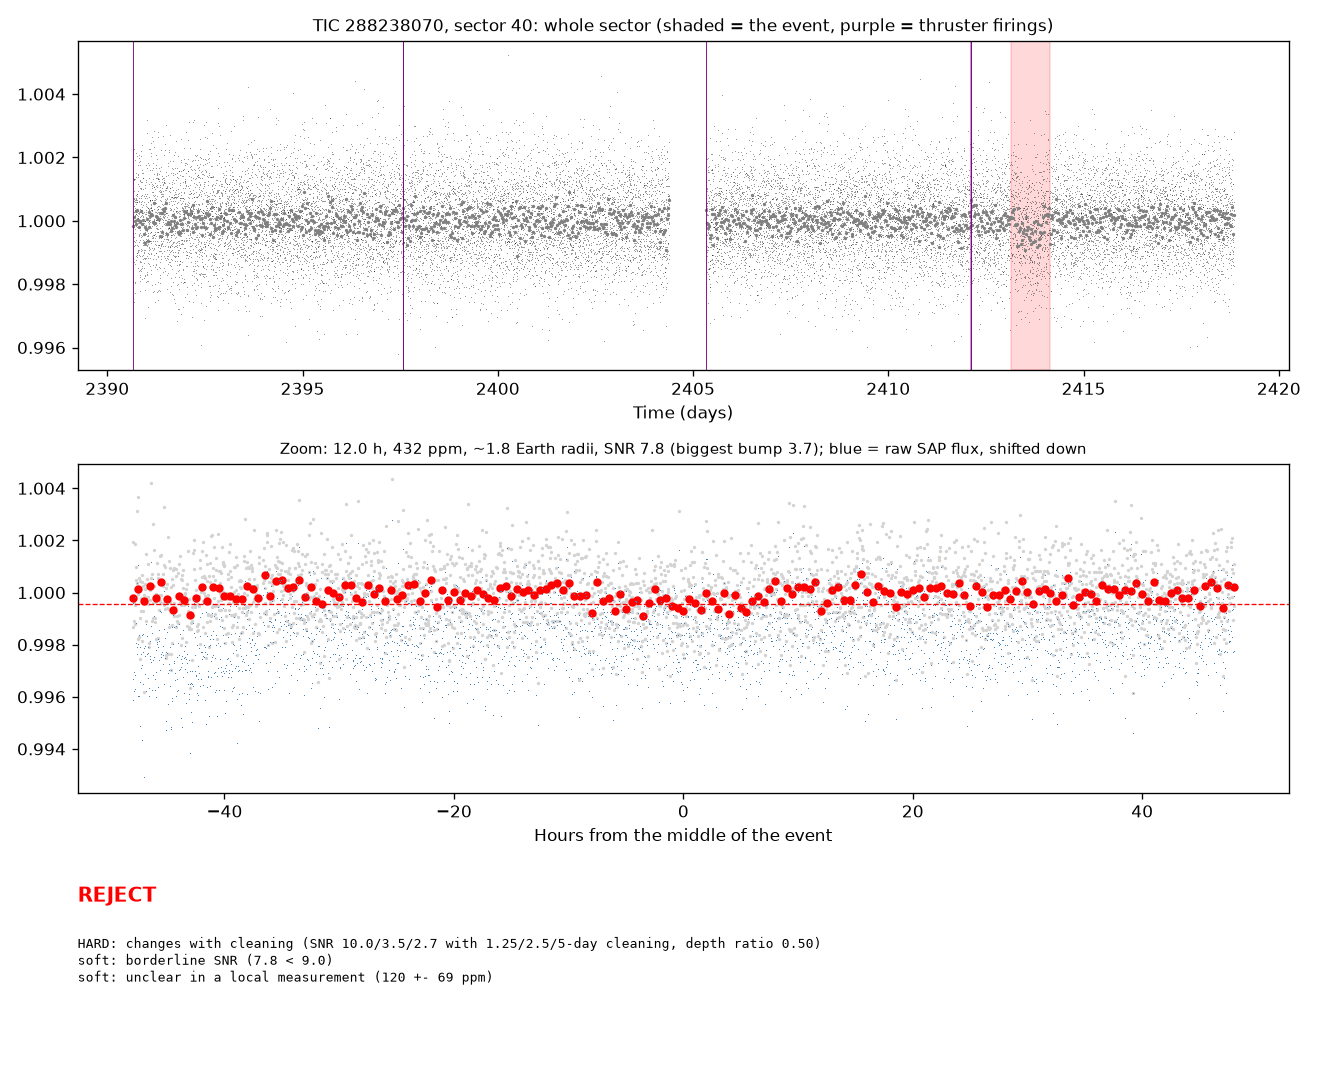 TIC 288238070, sector 40: whole sector (shaded = the event, purple = thruster firings)
1.004
1.002
1.000
0.998
0.996
2390 2395 2400 2405 2410 2415 2420
Time (days)
Zoom: 12.0 h, 432 ppm, ~1.8 Earth radii, SNR 7.8 (biggest bump 3.7); blue = raw SAP flux, shifted down
1.004
1.002
1.000
0.998
0.996
0.994
−40 −20 0 20 40
Hours from the middle of the event
REJECT
HARD: changes with cleaning (SNR 10.0/3.5/2.7 with 1.25/2.5/5-day cleaning, depth ratio 0.50)
soft: borderline SNR (7.8 < 9.0)
soft: unclear in a local measurement (120 +- 69 ppm)